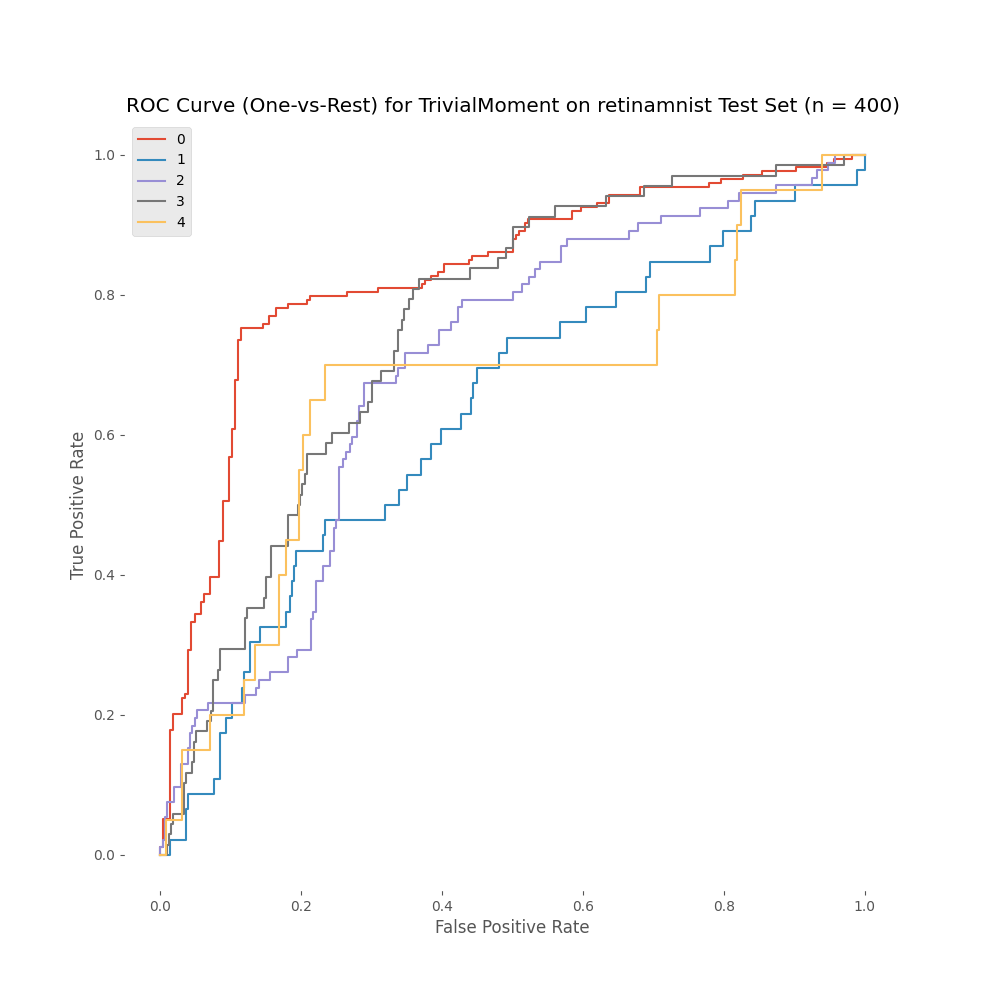 ROC Curve (One-vs-Rest) for TrivialMoment on retinamnist Test Set (n = 400)
0
1
2
3
4
1.0
0.8
0.6
0.4
0.2
0.0
True Positive Rate
0.0 0.2 0.4 0.6 0.8 1.0
False Positive Rate